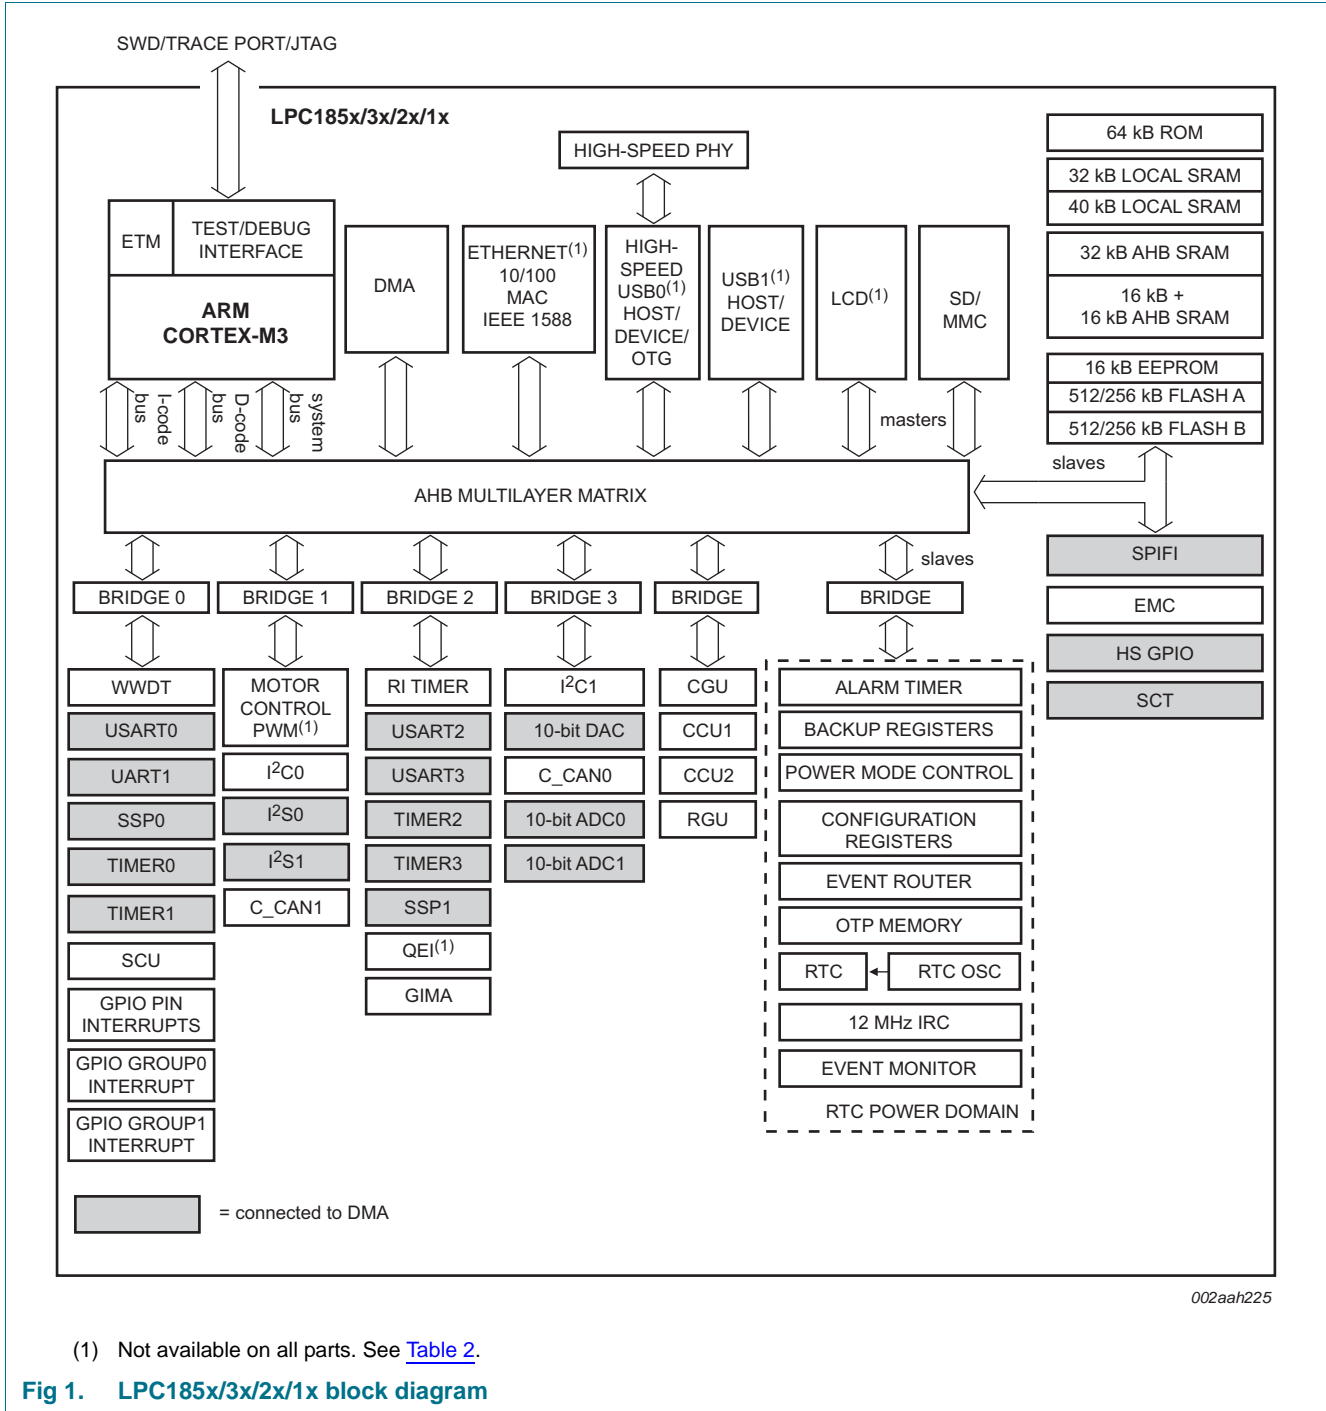 SWD/TRACE PORT/JTAG
LPC185x/3x/2x/1x
HIGH-SPEED PHY
ETM
TEST/DEBUG
INTERFACE
ARM
CORTEX-M3
DMA
ETHERNET(1)
10/100
MAC
IEEE 1588
HIGH-
SPEED
USB0(1)
HOST/
DEVICE/
OTG
USB1(1)
HOST/
DEVICE
LCD(1)
SD/
MMC
64 kB ROM
32 kB LOCAL SRAM
40 kB LOCAL SRAM
32 kB AHB SRAM
16 kB +
16 kB AHB SRAM
16 kB EEPROM
512/256 kB FLASH A
512/256 kB FLASH B
I-code
bus
D-code
bus
system
bus
masters
slaves
AHB MULTILAYER MATRIX
slaves
SPIFI
EMC
HS GPIO
SCT
BRIDGE 0
BRIDGE 1
BRIDGE 2
BRIDGE 3
BRIDGE
BRIDGE
WWDT
USART0
UART1
SSP0
TIMER0
TIMER1
SCU
GPIO PIN
INTERRUPTS
GPIO GROUP0
INTERRUPT
GPIO GROUP1
INTERRUPT
MOTOR
CONTROL
PWM(1)
I2C0
I2S0
I2S1
C_CAN1
RI TIMER
USART2
USART3
TIMER2
TIMER3
SSP1
QEI(1)
GIMA
I2C1
10-bit DAC
C_CAN0
10-bit ADC0
10-bit ADC1
CGU
CCU1
CCU2
RGU
ALARM TIMER
BACKUP REGISTERS
POWER MODE CONTROL
CONFIGURATION
REGISTERS
EVENT ROUTER
OTP MEMORY
RTC
RTC OSC
12 MHz IRC
EVENT MONITOR
RTC POWER DOMAIN
= connected to DMA
002aah225
(1) Not available on all parts. See Table 2.
Fig 1. LPC185x/3x/2x/1x block diagram